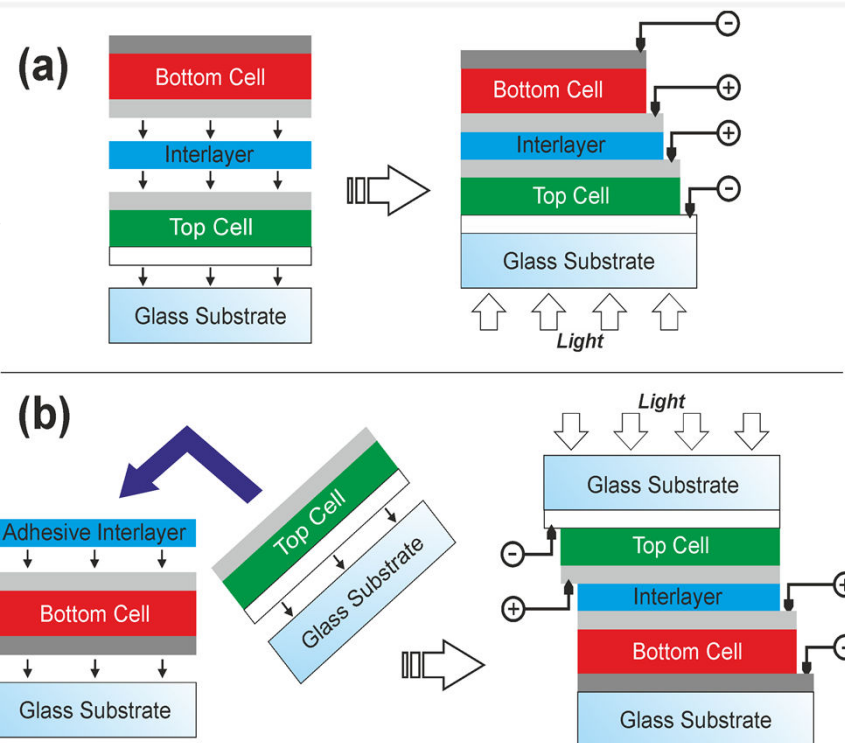 (a)
Bottom Cell
Interlayer
Top Cell
Glass Substrate
−
Bottom Cell
+
Interlayer
+
Top Cell
−
Glass Substrate
Light
(b)
Adhesive Interlayer
Bottom Cell
Glass Substrate
Top Cell
Glass Substrate
Light
Glass Substrate
−
Top Cell
+
Interlayer
+
Bottom Cell
−
Glass Substrate